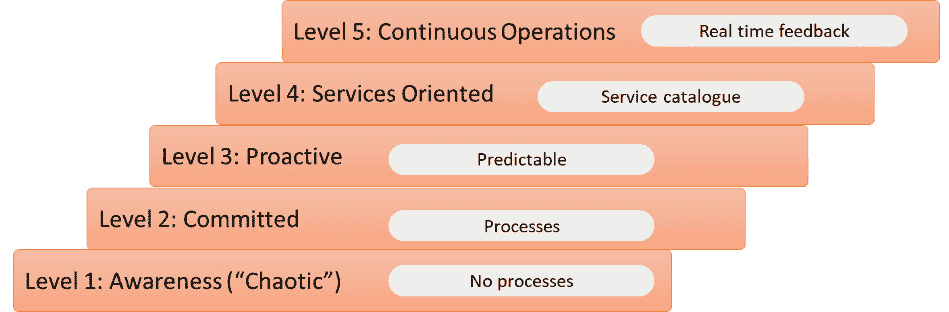 Level 5: Continuous Operations Real time feedback
Level 4: Services Oriented Service catalogue
Level 3: Proactive Predictable
Level 2: Committed Processes
Level 1: Awareness (“Chaotic”) No processes